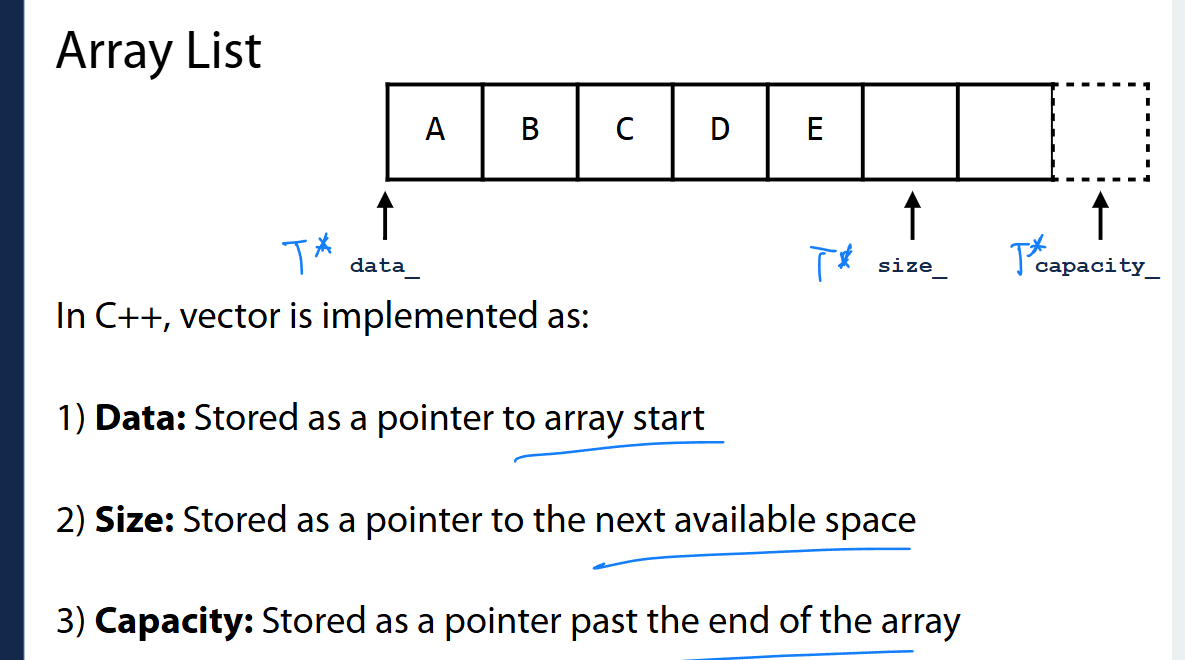 Array List
A B C D E
T* data_ T* size_ T* capacity_
In C++, vector is implemented as:
1) Data: Stored as a pointer to array start
2) Size: Stored as a pointer to the next available space
3) Capacity: Stored as a pointer past the end of the array